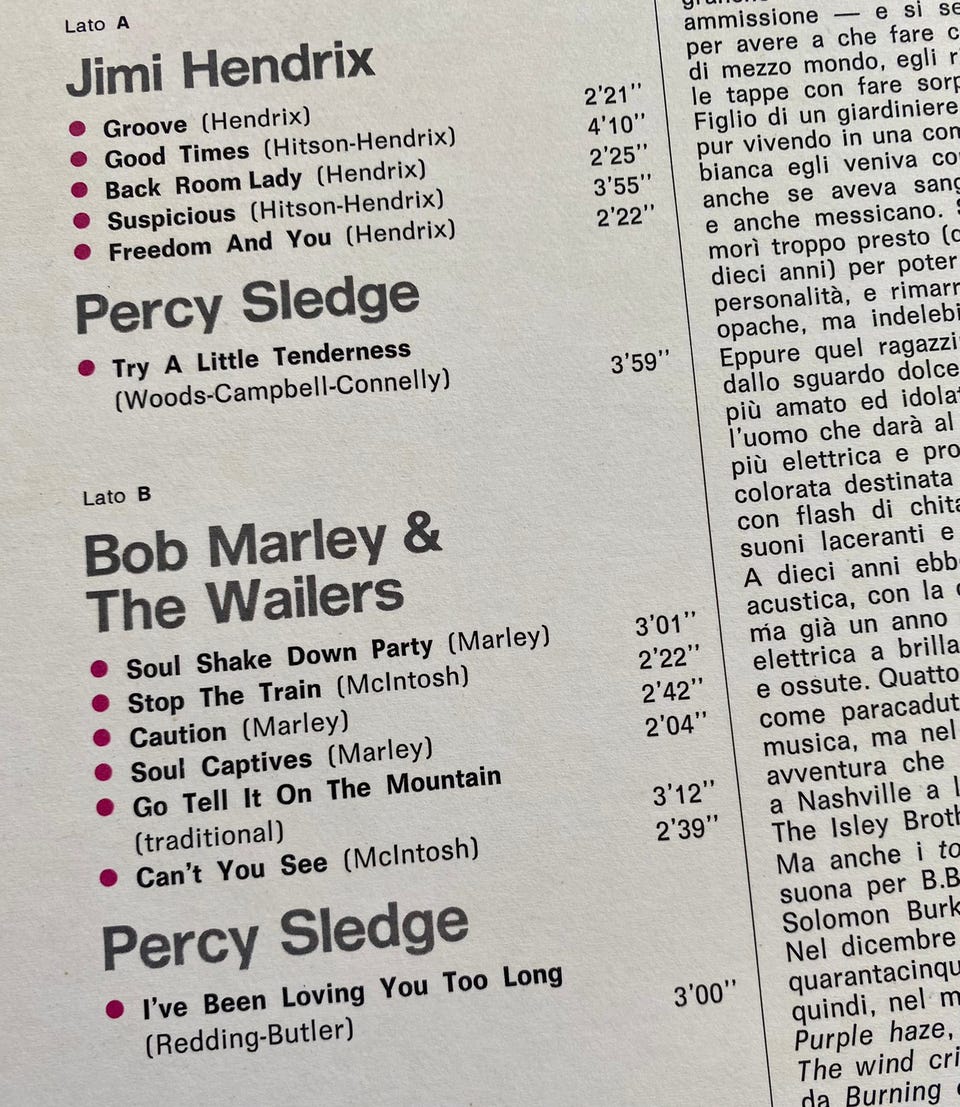 Lato A
Jimi Hendrix
Groove (Hendrix) 2'21''
Good Times (Hitson-Hendrix) 4'10''
Back Room Lady (Hendrix) 2'25''
Suspicious (Hitson-Hendrix) 3'55''
Freedom And You (Hendrix) 2'22''
Percy Sledge
Try A Little Tenderness
(Woods-Campbell-Connelly) 3'59''
Lato B
Bob Marley &
The Wailers
Soul Shake Down Party (Marley) 3'01''
Stop The Train (McIntosh) 2'22''
Caution (Marley) 2'42''
Soul Captives (Marley) 2'04''
Go Tell It On The Mountain
(traditional) 3'12''
Can't You See (McIntosh) 2'39''
Percy Sledge
I've Been Loving You Too Long
(Redding-Butler) 3'00''
ammissione — e si
per avere a che fare
di mezzo mondo, egli
le tappe con fare
Figlio di un giardiniere
pur vivendo in una
bianca egli veniva
anche se aveva
e anche messicano.
morì troppo presto
dieci anni) per poter
personalità, e
opache, ma
Eppure quel
dallo sguardo dolce
più amato ed
l'uomo che darà al
più elettrica e
colorata destinata
con flash di
suoni laceranti e
A dieci anni
acustica, con la
ma già un anno
elettrica a
e ossute.
come
musica, ma nel
avventura che
a Nashville a
The Isley
Ma anche i
suona per
Solomon
Nel dicembre
quindi, nel
Purple haze,
The wind
da Burning